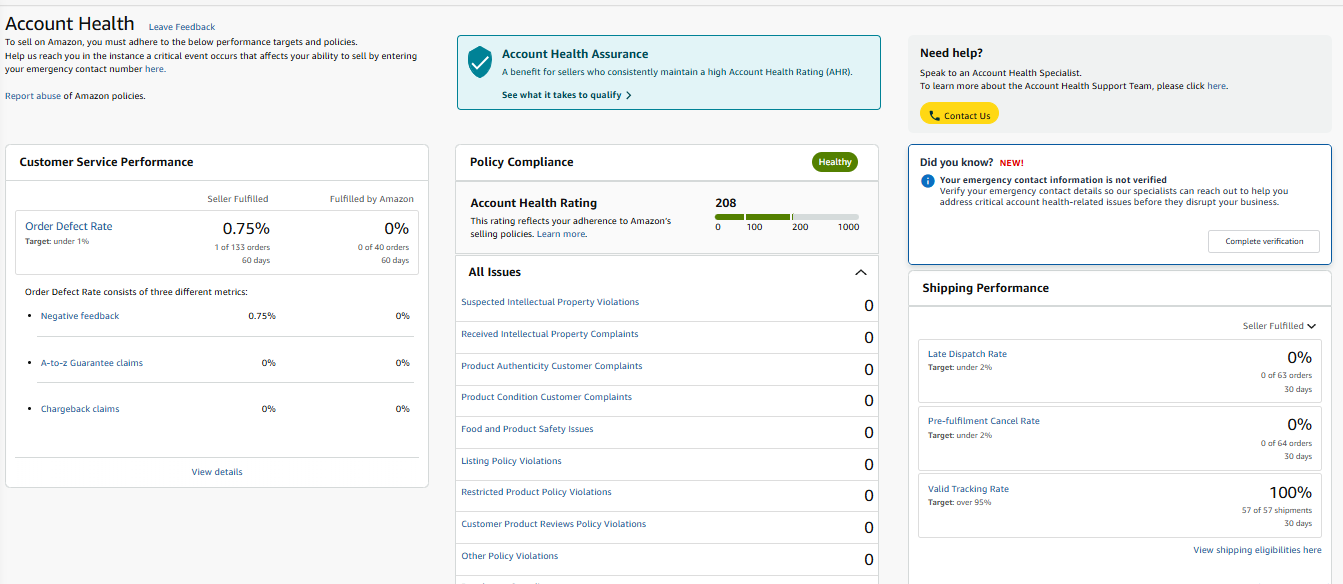 Account Health Leave Feedback
To sell on Amazon, you must adhere to the below performance targets and policies.
Help us reach you in the instance a critical event occurs that affects your ability to sell by entering
your emergency contact number here.
Report abuse of Amazon policies.
Account Health Assurance
A benefit for sellers who consistently maintain a high Account Health Rating (AHR).
See what it takes to qualify
Need help?
Speak to an Account Health Specialist.
To learn more about the Account Health Support Team, please click here.
Contact Us
Customer Service Performance
Seller Fulfilled Fulfilled by Amazon
Order Defect Rate 0.75% 0%
Target: under 1% 1 of 133 orders 0 of 40 orders
60 days 60 days
Order Defect Rate consists of three different metrics:
• Negative feedback 0.75% 0%
• A-to-z Guarantee claims 0% 0%
• Chargeback claims 0% 0%
View details
Policy Compliance Healthy
Account Health Rating 208
This rating reflects your adherence to Amazon's
selling policies. Learn more.
0 100 200 1000
All Issues
Suspected Intellectual Property Violations 0
Received Intellectual Property Complaints 0
Product Authenticity Customer Complaints 0
Product Condition Customer Complaints 0
Food and Product Safety Issues 0
Listing Policy Violations 0
Restricted Product Policy Violations 0
Customer Product Reviews Policy Violations 0
Other Policy Violations 0
Did you know? NEW!
Your emergency contact information is not verified
Verify your emergency contact details so our specialists can reach out to help you
address critical account health-related issues before they disrupt your business.
Complete verification
Shipping Performance
Seller Fulfilled
Late Dispatch Rate 0%
Target: under 2% 0 of 63 orders
30 days
Pre-fulfilment Cancel Rate 0%
Target: under 2% 0 of 64 orders
30 days
Valid Tracking Rate 100%
Target: over 95% 57 of 57 shipments
30 days
View shipping eligibilities here